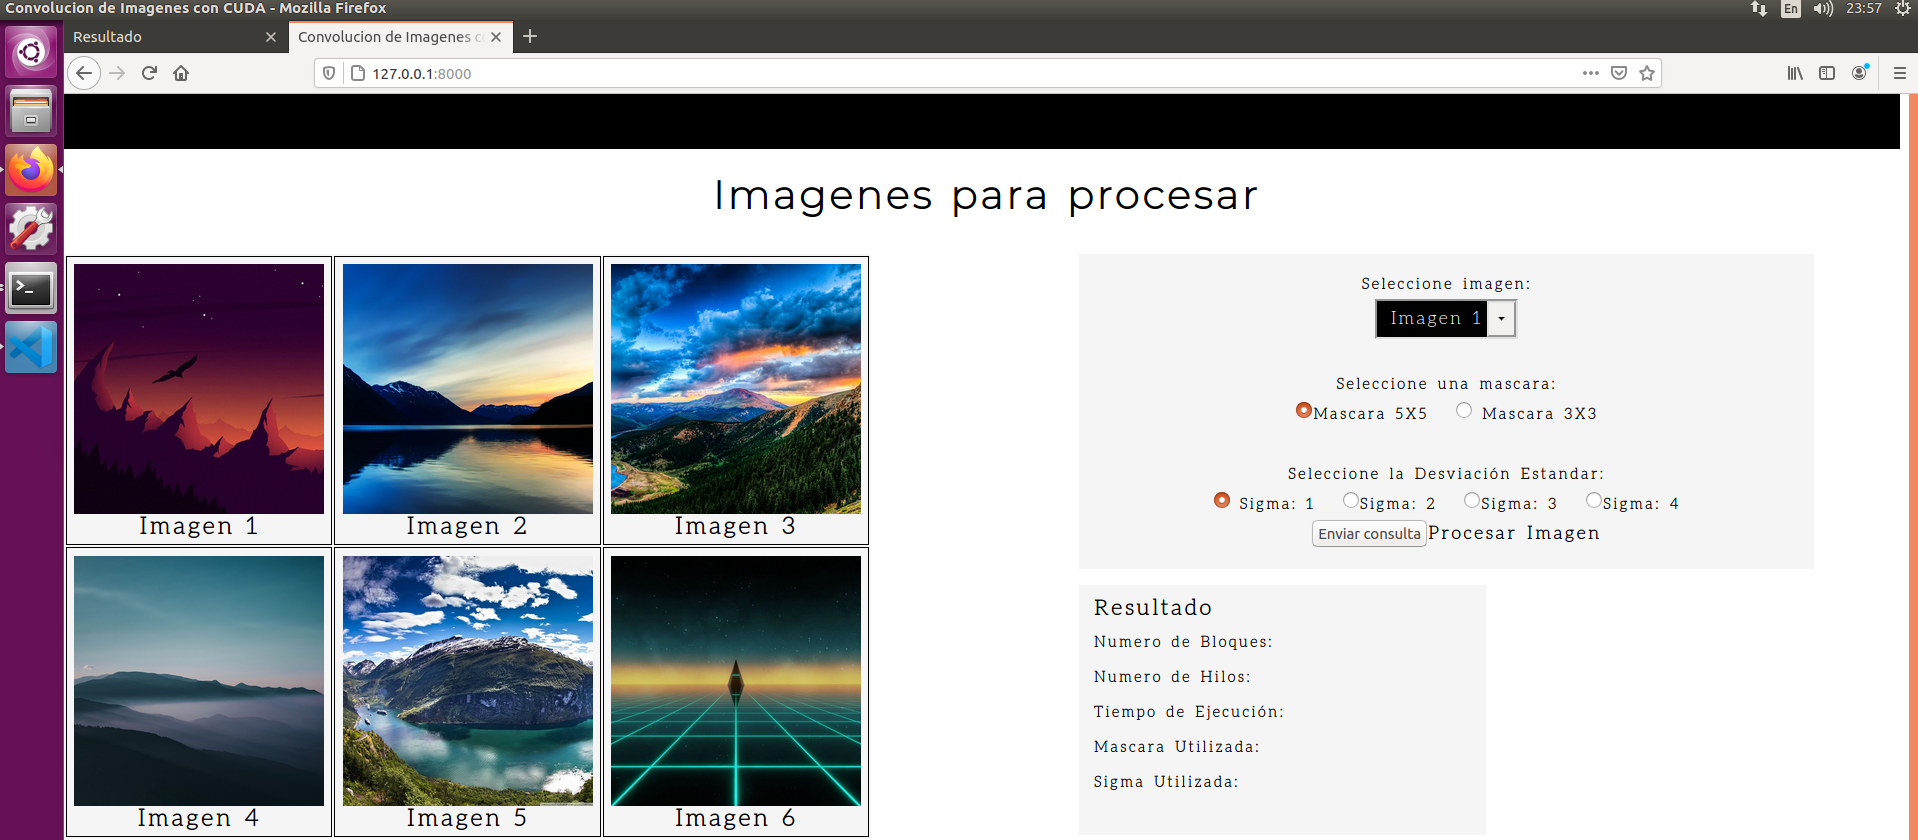 Convolucion de Imagenes con CUDA - Mozilla Firefox
En
23:57
Resultado
Convolucion de Imagenes c
127.0.0.1:8000
Imagenes para procesar
Imagen 1
Imagen 2
Imagen 3
Imagen 4
Imagen 5
Imagen 6
Seleccione imagen:
Imagen 1
Seleccione una mascara:
Mascara 5X5 Mascara 3X3
Seleccione la Desviación Estandar:
Sigma: 1 Sigma: 2 Sigma: 3 Sigma: 4
Enviar consulta Procesar Imagen
Resultado
Numero de Bloques:
Numero de Hilos:
Tiempo de Ejecución:
Mascara Utilizada:
Sigma Utilizada: